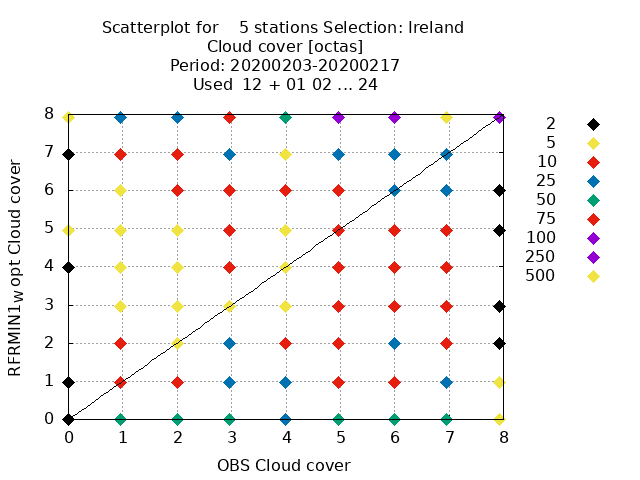 Scatterplot for 5 stations Selection: Ireland
Cloud cover [octas]
Period: 20200203-20200217
Used 12 + 01 02 ... 24
RFRMIN1W opt Cloud cover
8
7
6
5
4
3
2
1
0
0 1 2 3 4 5 6 7 8
OBS Cloud cover
2
5
10
25
50
75
100
250
500